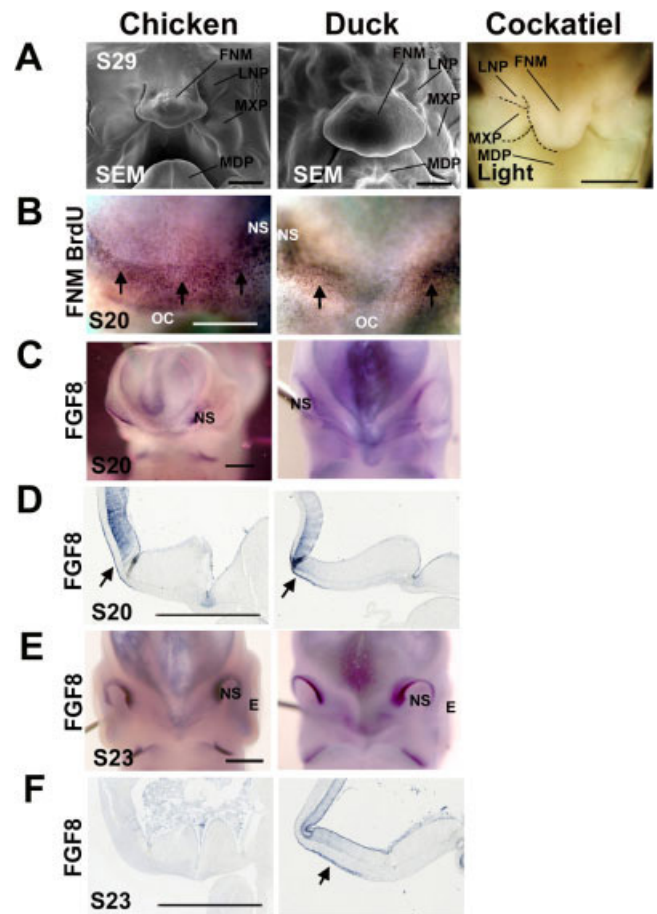 Chicken Duck Cockatiel
A
S29 FNM LNP MXP MDP SEM
FNM LNP MXP MDP SEM
LNP FNM MXP MDP Light
B
FNM BrdU
NS S20 OC
NS OC
C
FGF8
NS S20
NS
D
FGF8
S20
E
FGF8
NS E S23
NS E
F
FGF8
S23